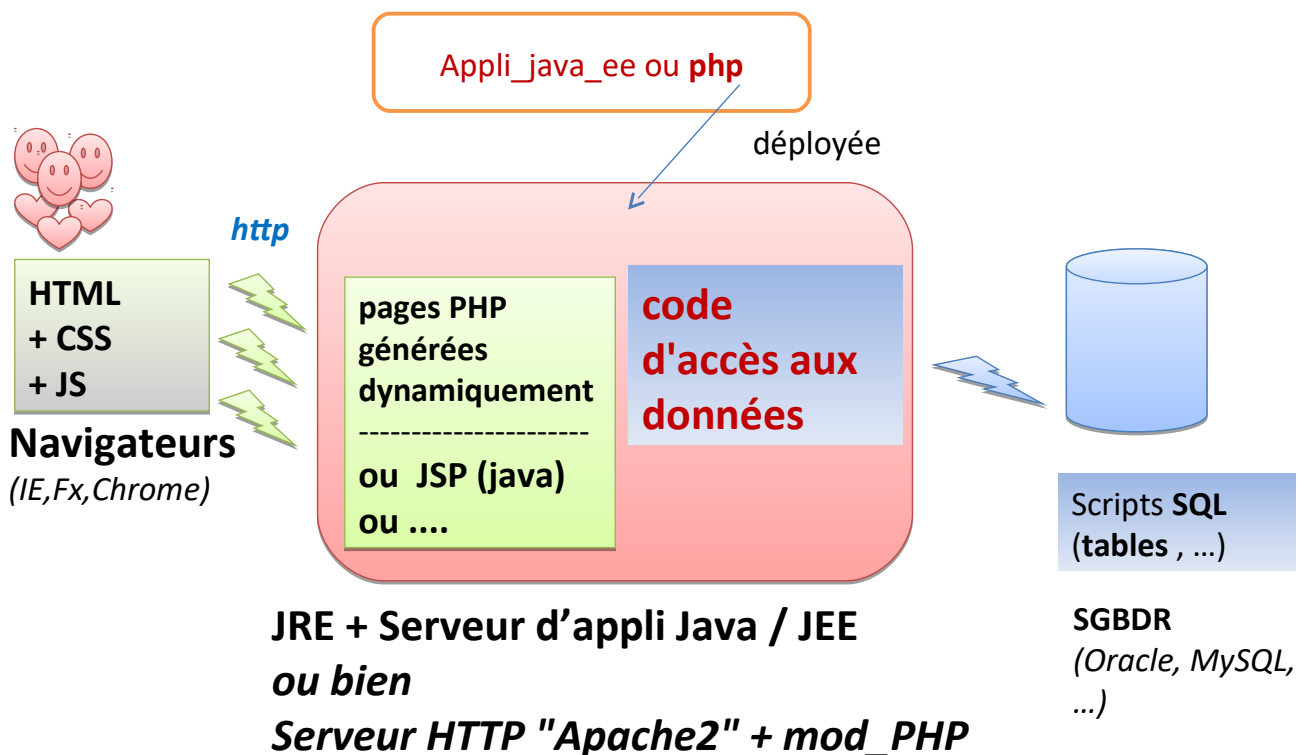 Appli_java_ee ou php
déployée
http
HTML
+ CSS
+ JS
Navigateurs
(IE,Fx,Chrome)
pages PHP
générées
dynamiquement
----------------------
ou JSP (java)
ou ....
code
d'accès aux
données
Scripts SQL
(tables , ...)
SGBDR
(Oracle, MySQL,
...)
JRE + Serveur d’appli Java / JEE
ou bien
Serveur HTTP "Apache2" + mod_PHP